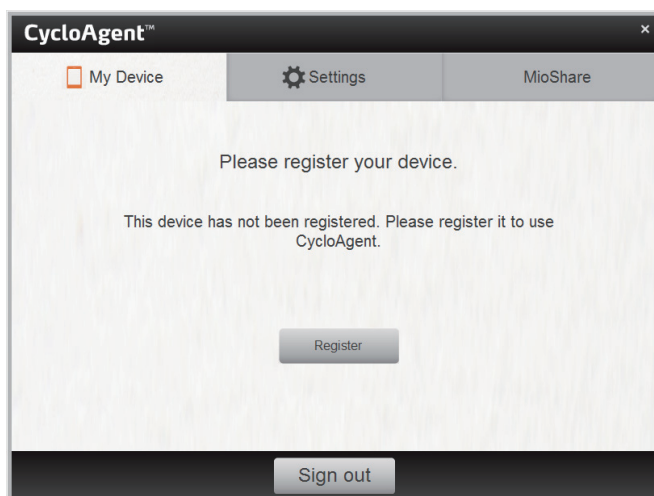 CycloAgent™ ×
My Device Settings MioShare
Please register your device.
This device has not been registered. Please register it to use
CycloAgent.
Register
Sign out